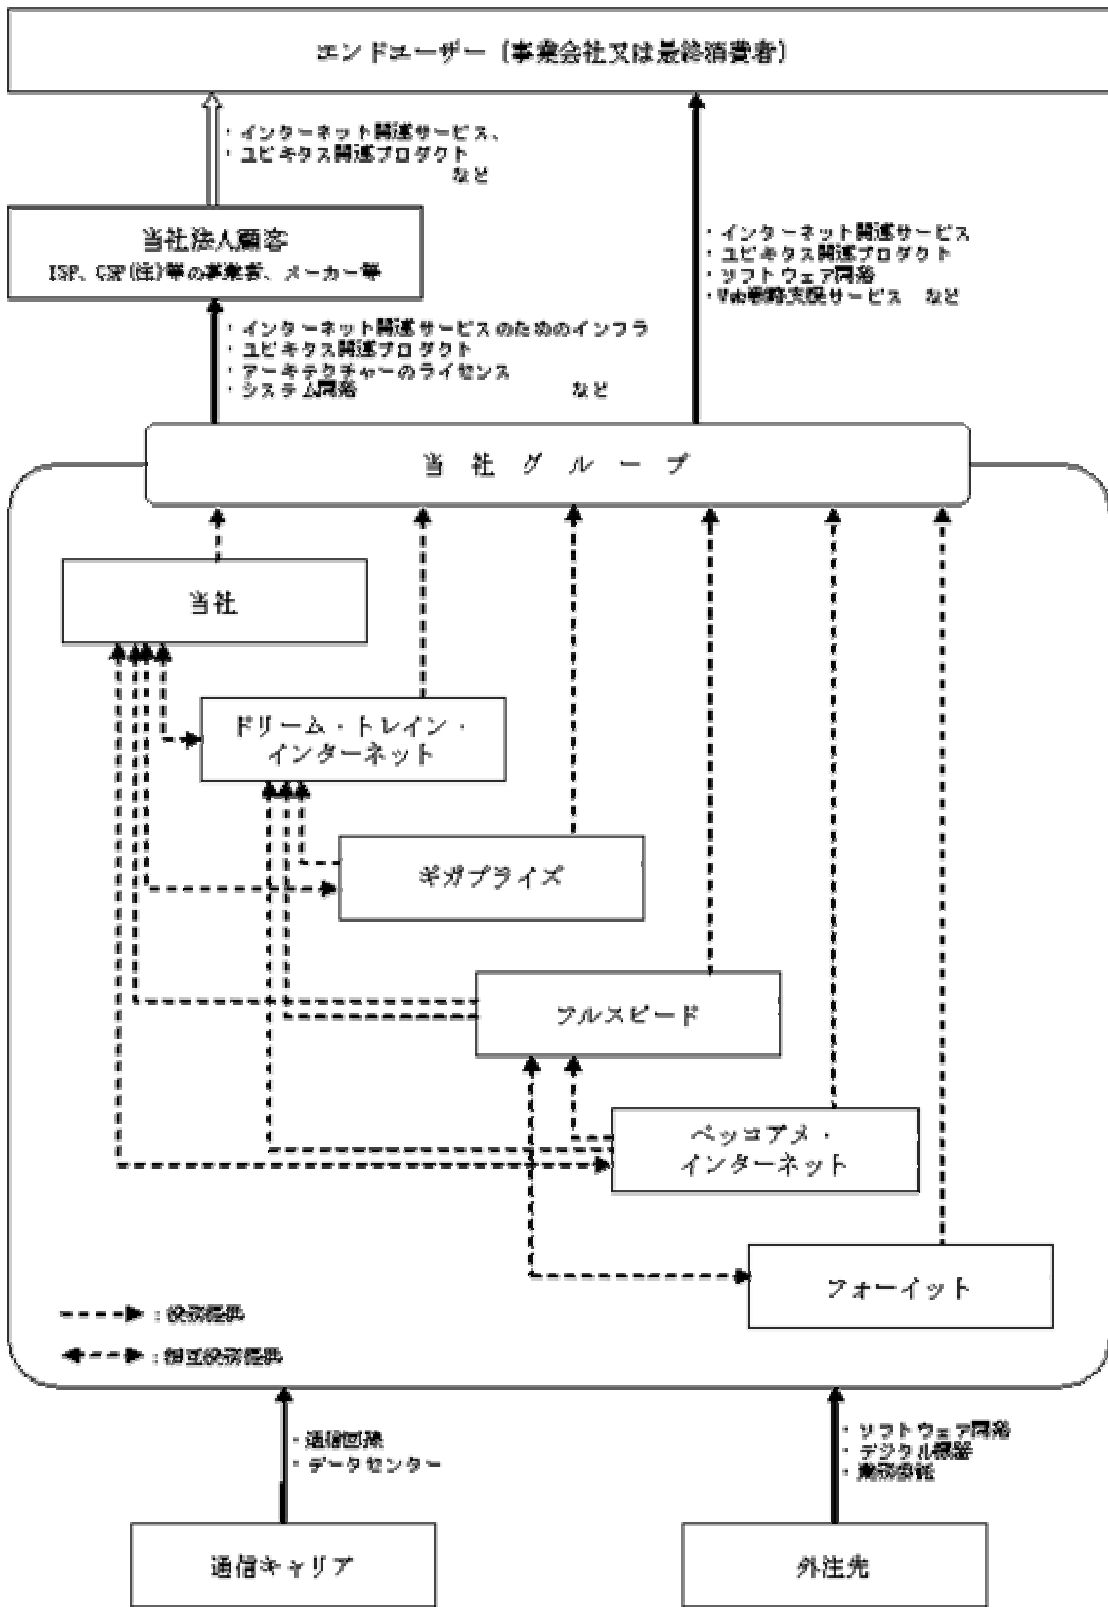 エンドユーザー（事業会社又は最終消費者）
・インターネット関連サービス、
・ユビキタス関連プロダクト
など
当社法人顧客
ISP、CSP(注)等の事業者、メーカー等
・インターネット関連サービス
・ユビキタス関連プロダクト
・ソフトウェア開発
・Web戦略支援サービス　など
・インターネット関連サービスのためのインフラ
・ユビキタス関連プロダクト
・アーキテクチャーのライセンス
・システム開発　など
当社グループ
当社
ドリーム・トレイン・
インターネット
ギガプライズ
フルスピード
ベッコアメ・
インターネット
フォーイット
：役務提供
：相互役務提供
・通信回線
・データセンター
・ソフトウェア開発
・デジタル機器
・業務委託
通信キャリア
外注先